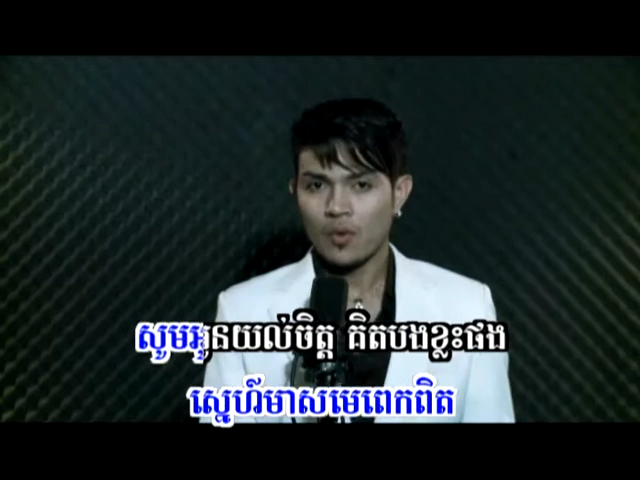 សូមអូនយល់ចិត្ត គិតបងខ្លះផង
ស្នេហ៍មាសមេពេកពិត